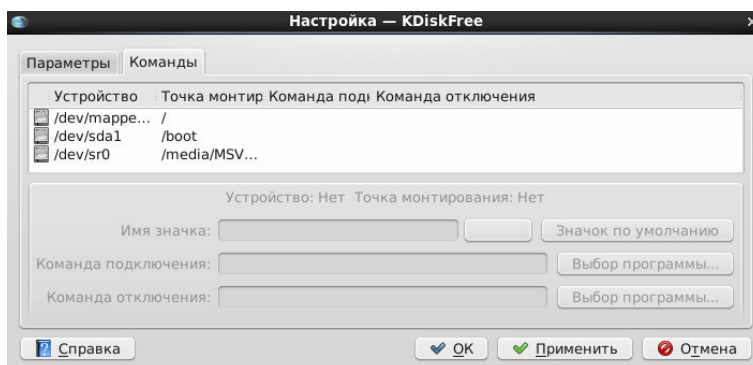 Настройка — KDiskFree
Параметры Команды
Устройство Точка монтир Команда подк Команда отключения
/dev/mappe... /
/dev/sda1 /boot
/dev/sr0 /media/MSV...
Устройство: Нет Точка монтирования: Нет
Имя значка: Значок по умолчанию
Команда подключения: Выбор программы...
Команда отключения: Выбор программы...
Справка ОК Применить Отмена